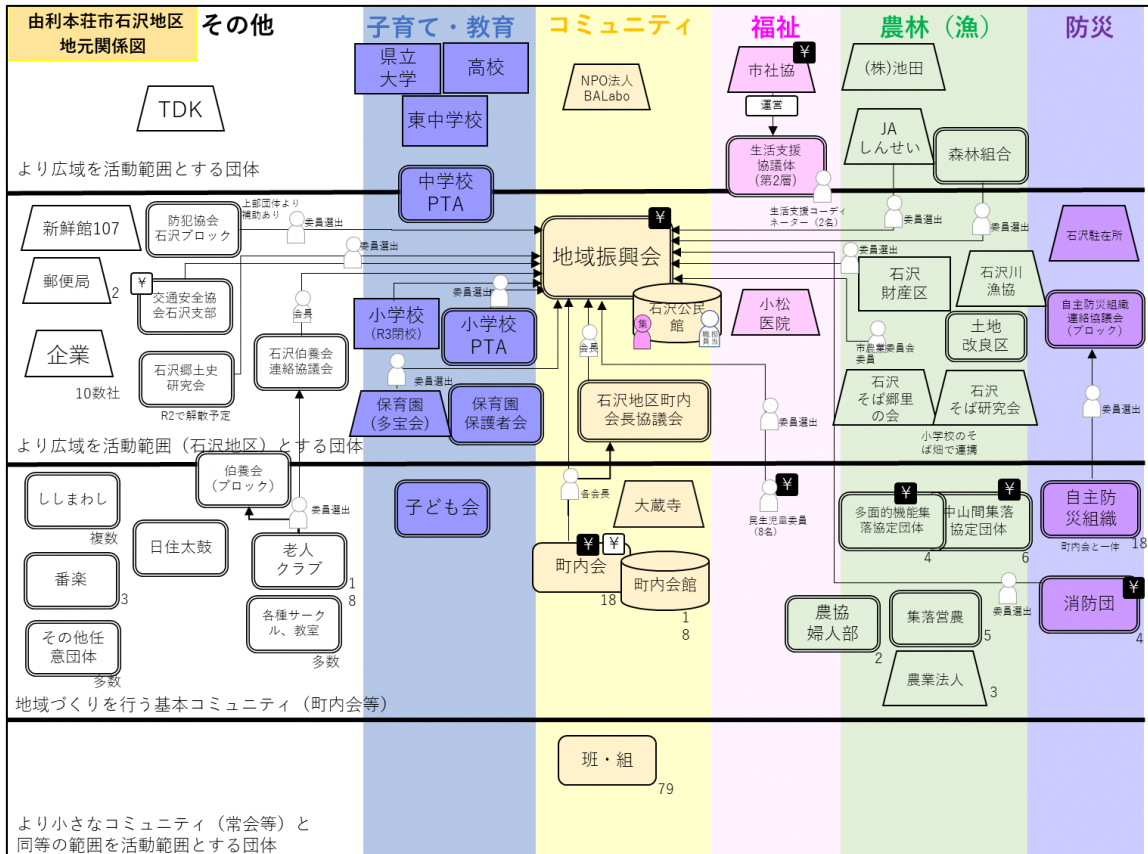 由利本荘市石沢地区
地元関係図
その他
子育て・教育
コミュニティ
福祉
農林（漁）
防災
TDK
県立
大学
高校
東中学校
NPO法人
BALabo
¥
市社協
運営
生活支援
協議体
(第2層)
生活支援コーディ
ネーター（2名）
(株)池田
JA
しんせい
森林組合
より広域を活動範囲とする団体
中学校
PTA
新鮮館107
防犯協会
石沢ブロック
上部団体より
補助あり
委員選出
郵便局
2
¥
交通安全協
会石沢支部
委員選出
会長
企業
10数社
石沢郷土史
研究会
R2で解散予定
石沢伯養会
連絡協議会
小学校
(R3閉校)
委員選出
小学校
PTA
委員選出
保育園
(多宝会)
保育園
保護者会
¥
地域振興会
石沢公民
館
集
職員
担当
会長
石沢地区町内
会長協議会
小松
医院
委員選出
委員選出
委員選出
委員選出
石沢
財産区
石沢川
漁協
市農業委員会
委員
土地
改良区
石沢
そば郷里
の会
石沢
そば研究会
小学校のそ
ば畑で連携
石沢駐在所
自主防災組織
連絡協議会
(ブロック)
委員選出
より広域を活動範囲（石沢地区）とする団体
ししまわし
複数
伯養会
(ブロック)
委員選出
日住太鼓
老人
クラブ
1
8
番楽
3
各種サーク
ル、教室
多数
その他任
意団体
多数
子ども会
各会長
大蔵寺
¥
¥
町内会
18
町内会館
1
8
¥
民生児童委員
(8名)
¥
多面的機能集
落協定団体
4
¥
中山間集落
協定団体
6
自主防
災組織
町内会と一体
18
農協
婦人部
2
集落営農
5
農業法人
3
委員選出
¥
消防団
4
地域づくりを行う基本コミュニティ（町内会等）
班・組
79
より小さなコミュニティ（常会等）と
同等の範囲を活動範囲とする団体